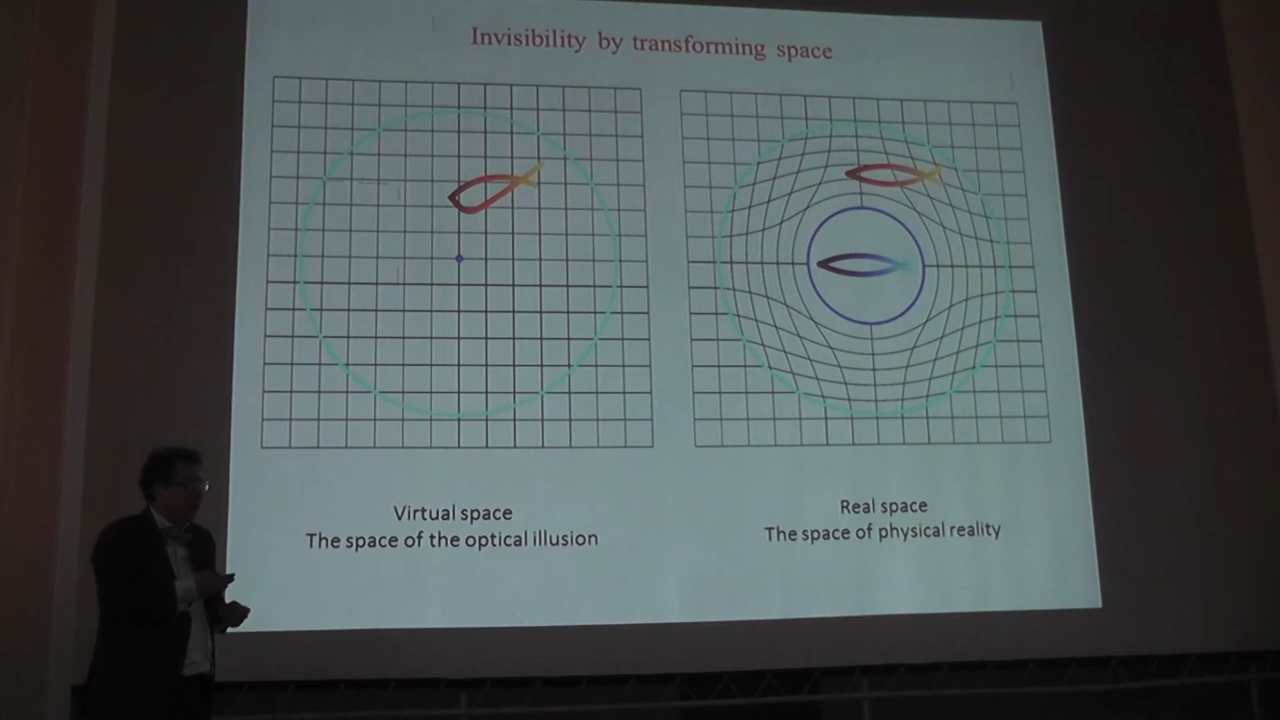 Invisibility by transforming space
Virtual space
The space of the optical illusion
Real space
The space of physical reality